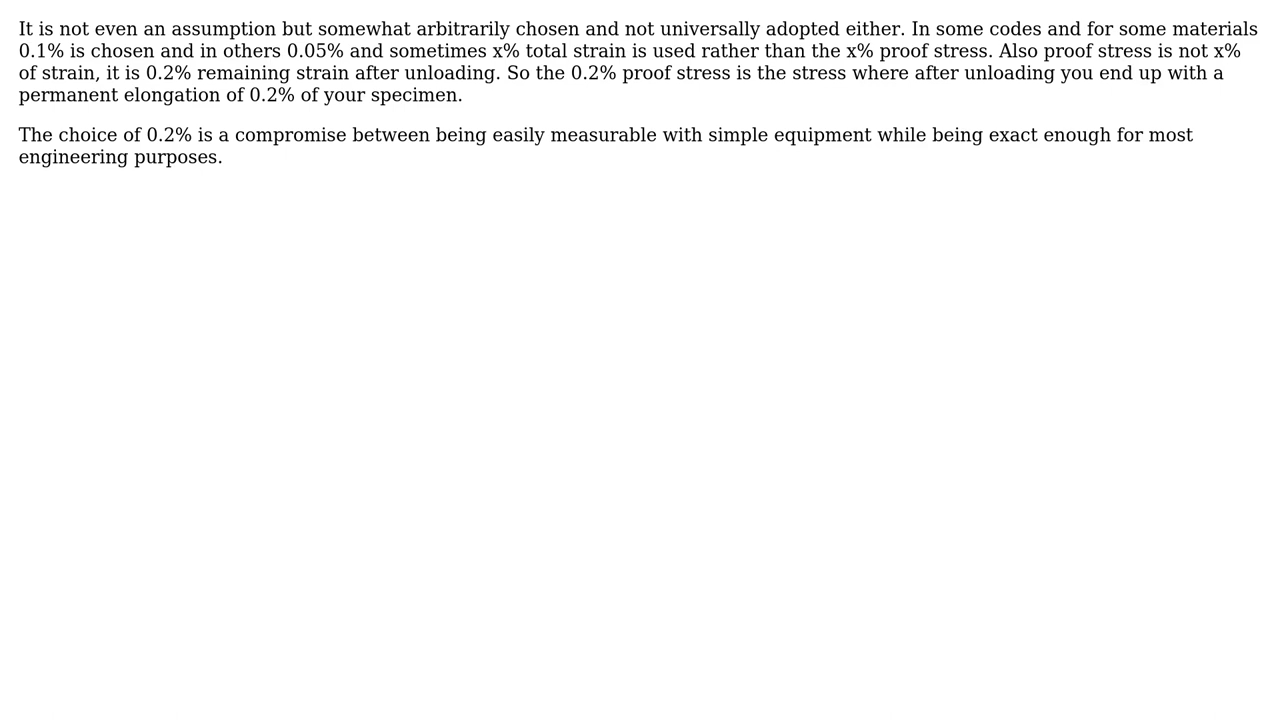 It is not even an assumption but somewhat arbitrarily chosen and not universally adopted either. In some codes and for some materials
0.1% is chosen and in others 0.05% and sometimes x% total strain is used rather than the x% proof stress. Also proof stress is not x%
of strain, it is 0.2% remaining strain after unloading. So the 0.2% proof stress is the stress where after unloading you end up with a
permanent elongation of 0.2% of your specimen.
The choice of 0.2% is a compromise between being easily measurable with simple equipment while being exact enough for most
engineering purposes.